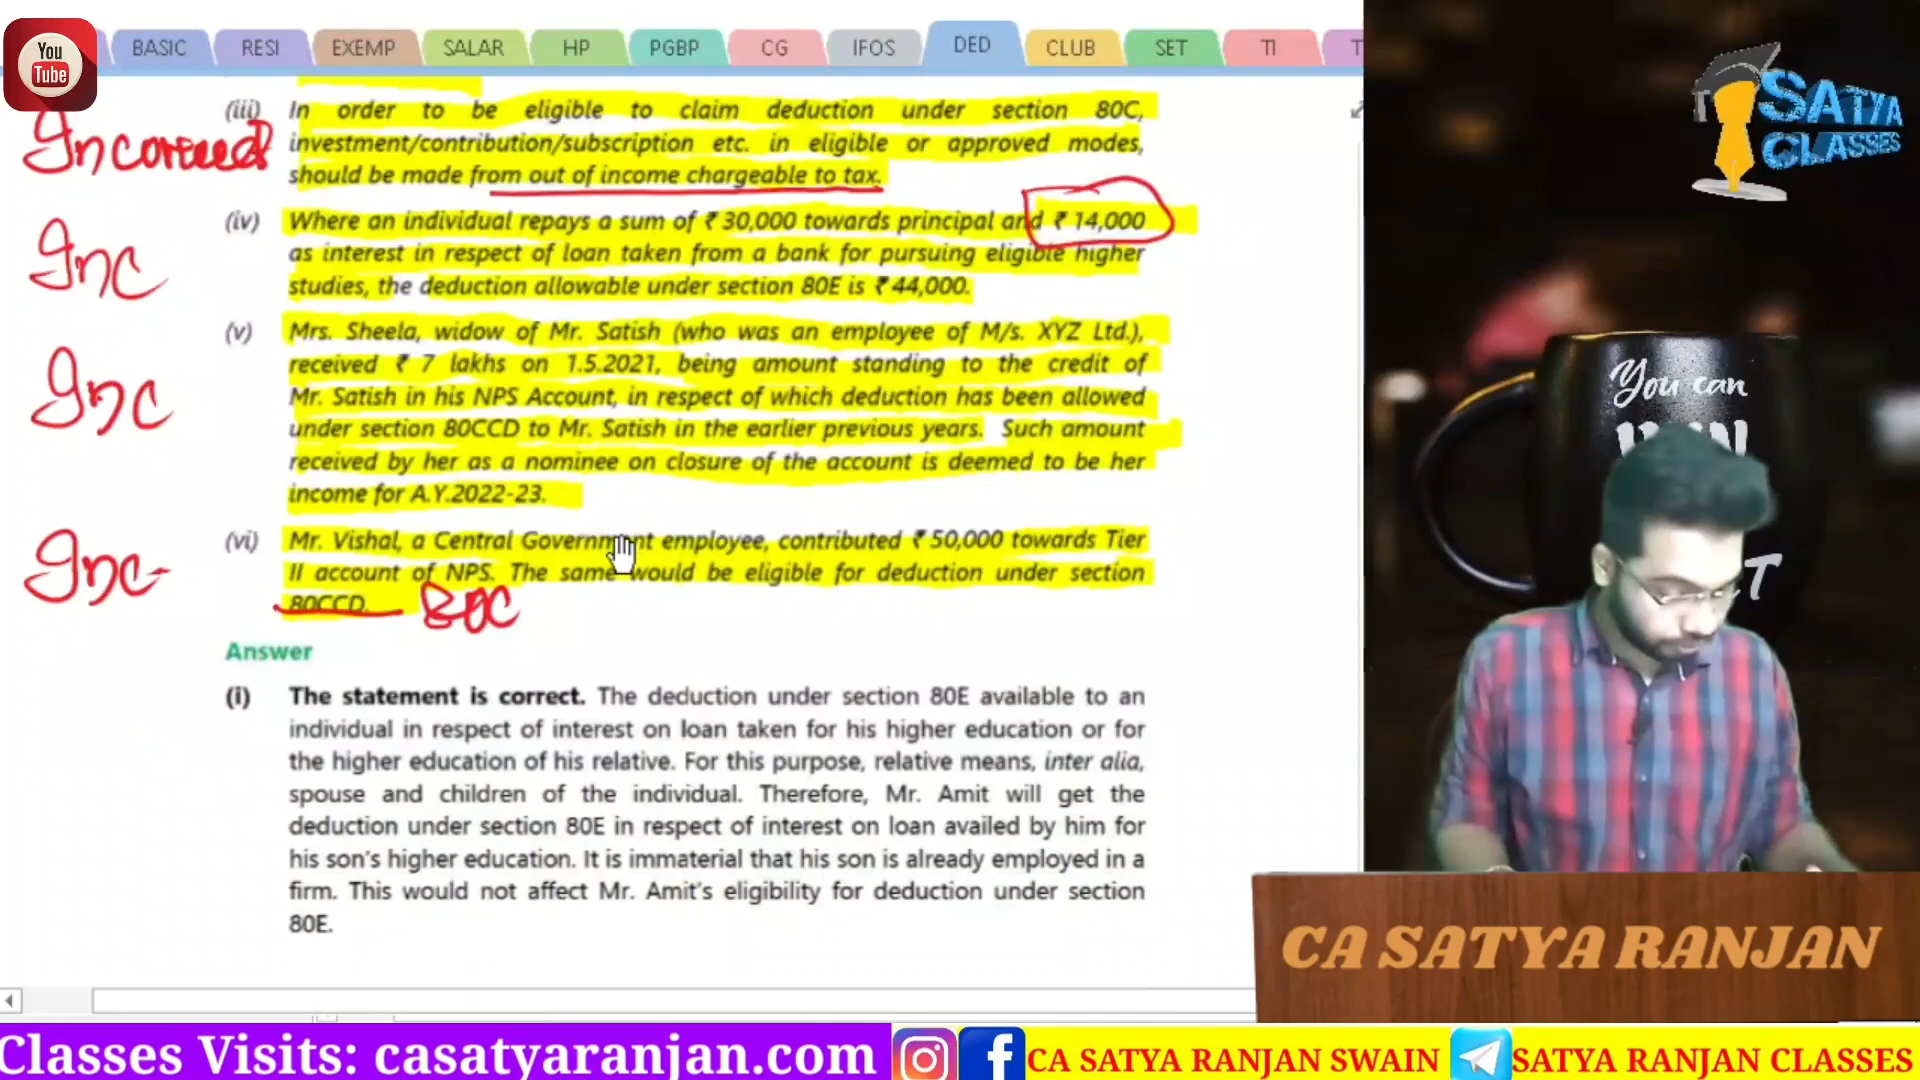 You
Tube
BASIC RESI EXEMP SALAR HP PGBP CG IFOS DED CLUB SET TI T
SATYA
CLASSES
(iii) In order to be eligible to claim deduction under section 80C,
investment/contribution/subscription etc. in eligible or approved modes,
should be made from out of income chargeable to tax.
(iv) Where an individual repays a sum of ₹ 30,000 towards principal and ₹ 14,000
Inc as interest in respect of loan taken from a bank for pursuing eligible higher
studies, the deduction allowable under section 80E is ₹ 44,000.
(v) Mrs. Sheela, widow of Mr. Satish (who was an employee of M/s. XYZ Ltd.),
received ₹ 7 lakhs on 1.5.2021, being amount standing to the credit of
Inc Mr. Satish in his NPS Account, in respect of which deduction has been allowed
under section 80CCD to Mr. Satish in the earlier previous years. Such amount
received by her as a nominee on closure of the account is deemed to be her
income for A.Y.2022-23.
(vi) Mr. Vishal, a Central Government employee, contributed ₹ 50,000 towards Tier
Inc II account of NPS. The same would be eligible for deduction under section
80CCD. 80C
Answer
(i) The statement is correct. The deduction under section 80E available to an
individual in respect of interest on loan taken for his higher education or for
the higher education of his relative. For this purpose, relative means, inter alia,
spouse and children of the individual. Therefore, Mr. Amit will get the
deduction under section 80E in respect of interest on loan availed by him for
his son's higher education. It is immaterial that his son is already employed in a
firm. This would not affect Mr. Amit's eligibility for deduction under section
80E.
You can
CA SATYA RANJAN
Classes Visits: casatyaranjan.com CA SATYA RANJAN SWAIN SATYA RANJAN CLASSES